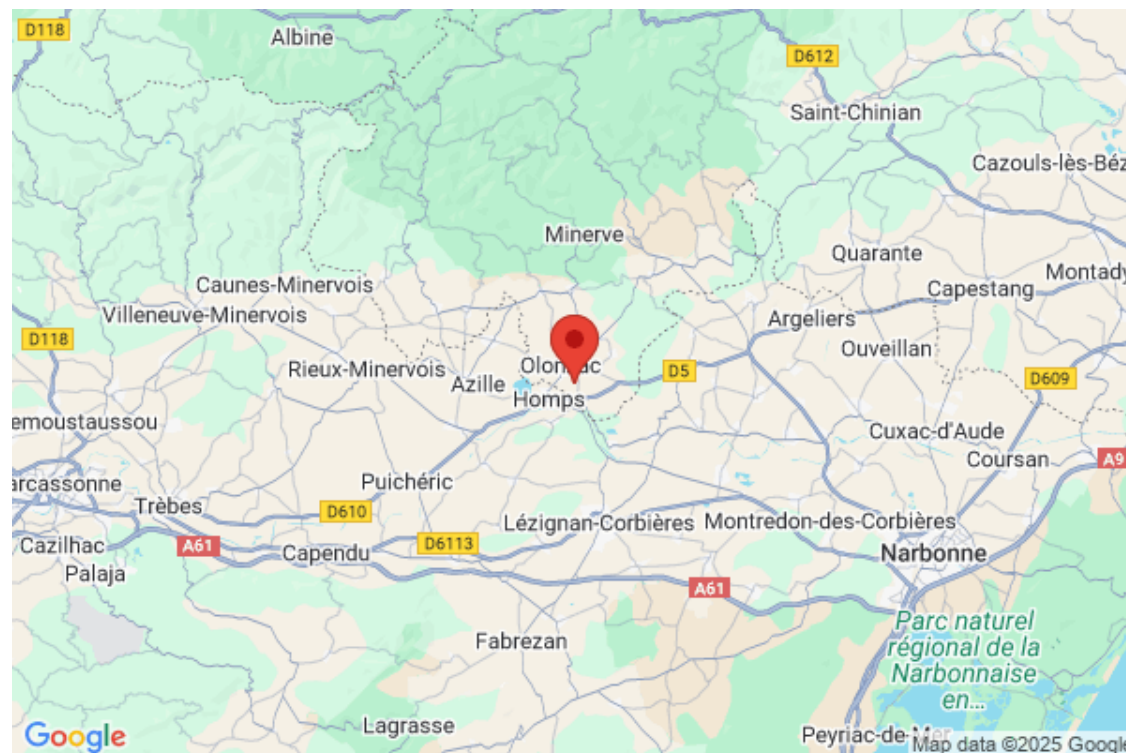 D118
Albine
D612
Saint-Chinian
Cazouls-lès-Béz
Minerve
Quarante
Montady
Caunes-Minervois
Capestang
Villeneuve-Minervois
Argeliers
D118
Ouveillan
Rieux-Minervois
Azille
D5
D609
Homps
emoustaussou
Cuxac-d'Aude
Coursan
A9
arcassonne
Puichéric
Trèbes
D610
Lézignan-Corbières
Montredon-des-Corbières
Cazilhac
A61
Capendu
D6113
Narbonne
Palaja
A61
Fabrezan
Parc naturel
régional de la
Narbonnaise
en...
Lagrasse
Peyriac-de-Mer
Google
Map data ©2025 Google